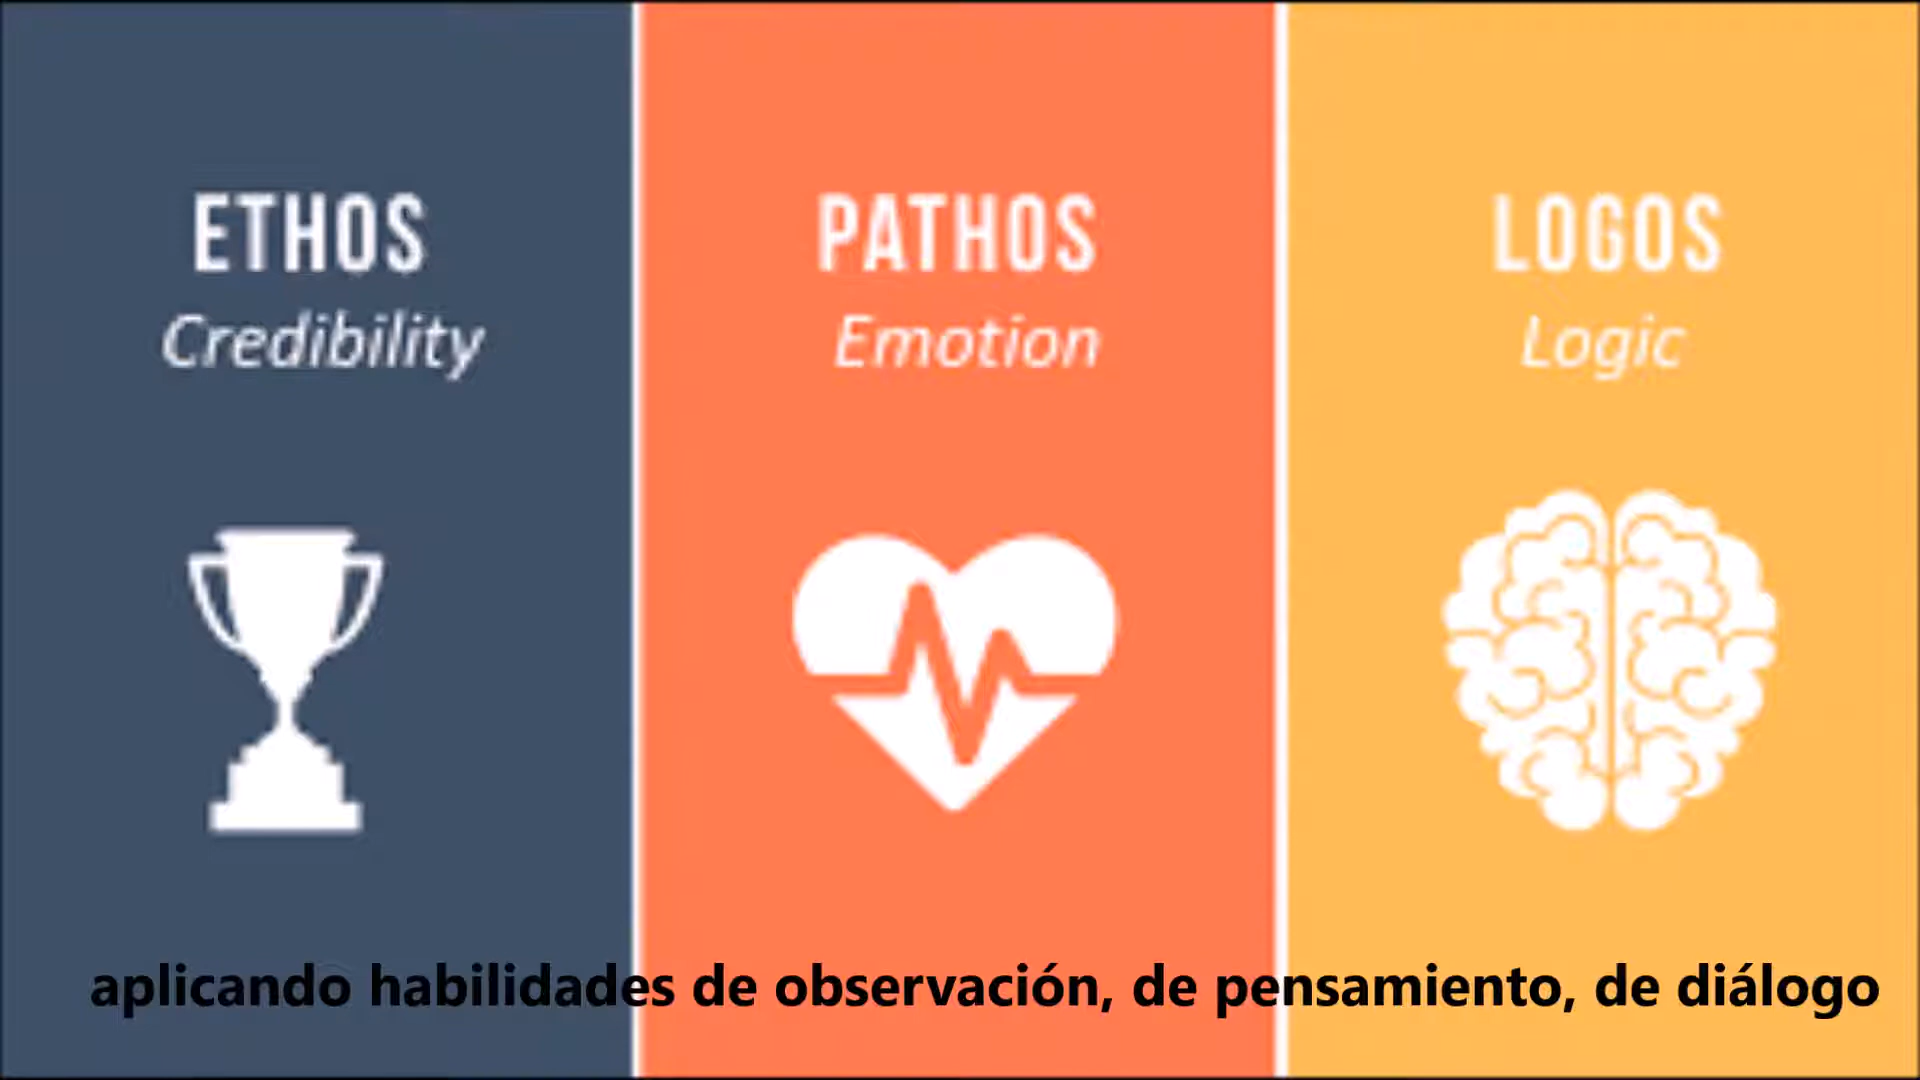 ETHOS
Credibility
PATHOS
Emotion
LOGOS
Logic
aplicando habilidades de observación, de pensamiento, de diálogo